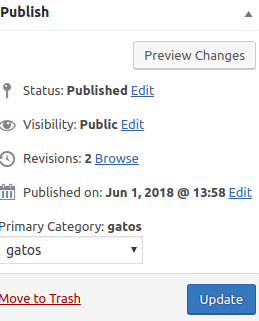 Publish
Preview Changes
Status: Published Edit
Visibility: Public Edit
Revisions: 2 Browse
Published on: Jun 1, 2018 @ 13:58 Edit
Primary Category: gatos
gatos
Move to Trash
Update